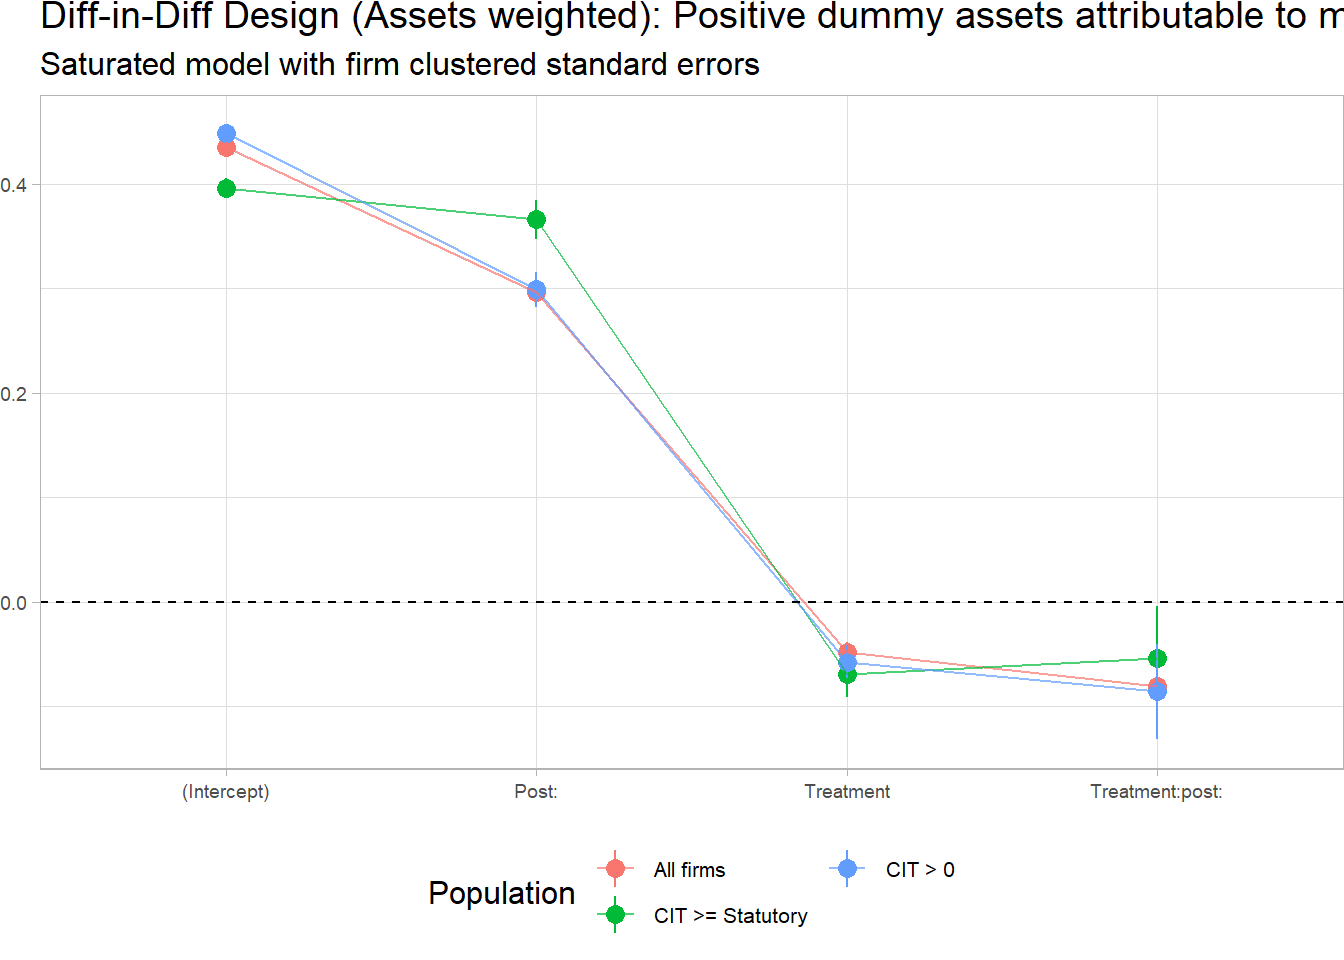 Diff-in-Diff Design (Assets weighted): Positive dummy assets attributable to
Saturated model with firm clustered standard errors
0.4
0.2
0.0
(Intercept) Post: Treatment Treatment:post:
Population
All firms CIT > 0
CIT >= Statutory